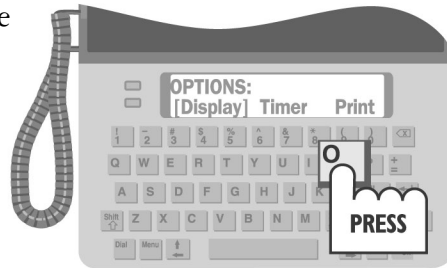 e
OPTIONS:
[Display] Timer Print
! 1 - 2 # 3 $ 4 % 5 ^ 6 & 7 * 8 ( )
Q W E R T Y U I O + =
A S D F G H J K
Shift Z X C V B N M
PRESS
Dial Menu